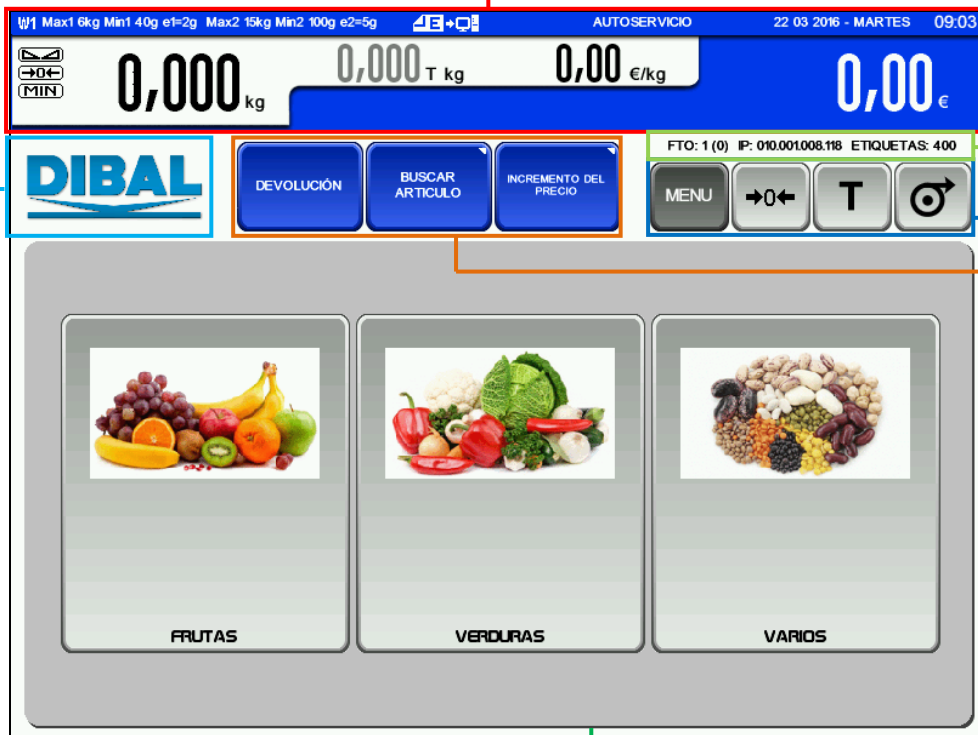 W1 Max1 6kg Min1 40g e1=2g Max2 15kg Min2 100g e2=5g E AUTOSERVICIO 22 03 2016 - MARTES 09:03
→0←
MIN
0,000 kg
0,000 T kg
0,00 €/kg
0,00 €
DIBAL
DEVOLUCIÓN
BUSCAR
ARTICULO
INCREMENTO DEL
PRECIO
FTO: 1 (0) IP: 010.001.008.118 ETIQUETAS: 400
MENU
→0←
T
FRUTAS
VERDURAS
VARIOS